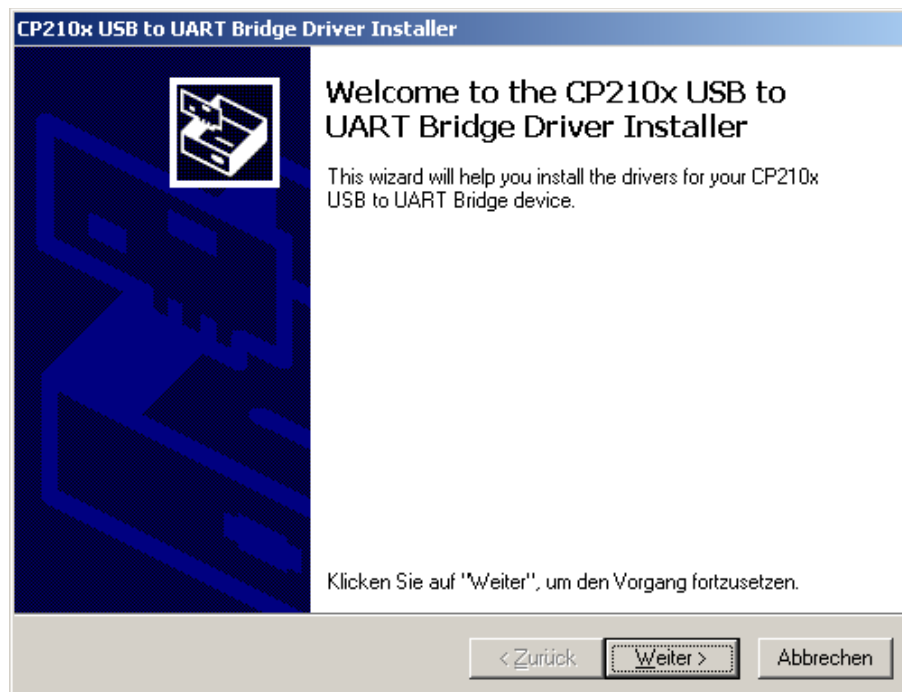 CP210x USB to UART Bridge Driver Installer
Welcome to the CP210x USB to
UART Bridge Driver Installer
This wizard will help you install the drivers for your CP210x
USB to UART Bridge device.
Klicken Sie auf "Weiter", um den Vorgang fortzusetzen.
< Zurück Weiter > Abbrechen